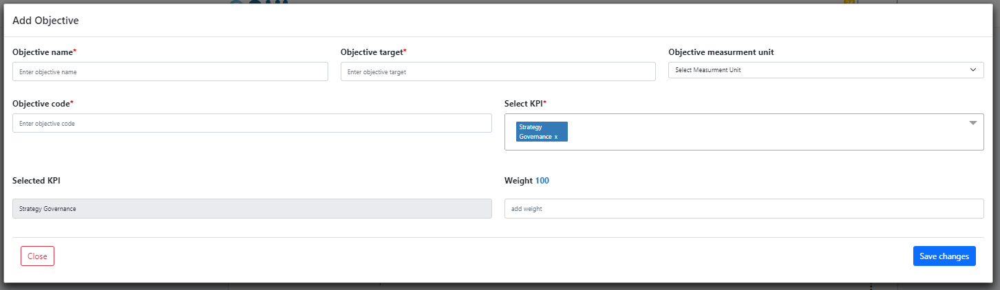 Add Objective
Objective name*
Objective target*
Objective measurment unit
Enter objective name
Enter objective target
Select Measurment Unit
Objective code*
Select KPI*
Enter objective code
Strategy
Governance x
Selected KPI
Weight 100
Strategy Governance
add weight
Close
Save changes